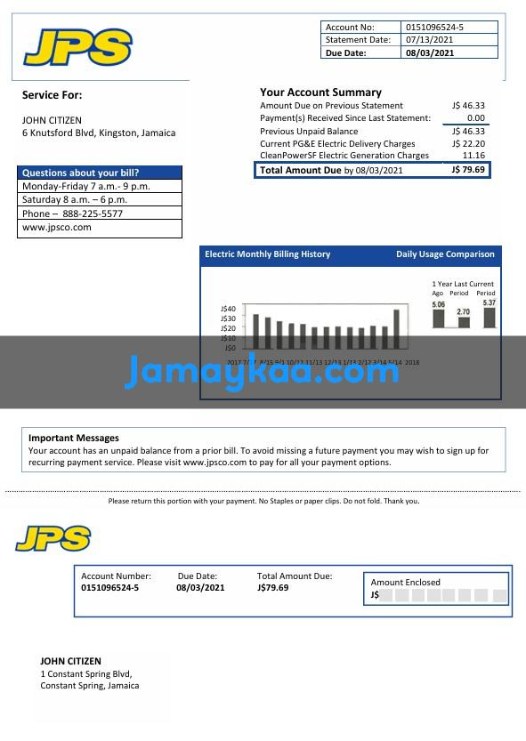 JPS
Account No: 0151096524-5
Statement Date: 07/13/2021
Due Date: 08/03/2021
Service For:
JOHN CITIZEN
6 Knutsford Blvd, Kingston, Jamaica
Your Account Summary
Amount Due on Previous Statement J$ 46.33
Payment(s) Received Since Last Statement: 0.00
Previous Unpaid Balance J$ 46.33
Current PG&E Electric Delivery Charges J$ 22.20
CleanPowerSF Electric Generation Charges 11.16
Total Amount Due by 08/03/2021 J$ 79.69
Questions about your bill?
Monday-Friday 7 a.m.- 9 p.m.
Saturday 8 a.m. – 6 p.m.
Phone – 888-225-5577
www.jpsco.com
Electric Monthly Billing History Daily Usage Comparison
1 Year Last Current
Ago Period Period
5.06 2.70 5.37
J$40
J$30
J$20
J$10
J$0
2018
Jamaykaa.com
Important Messages
Your account has an unpaid balance from a prior bill. To avoid missing a future payment you may wish to sign up for
recurring payment service. Please visit www.jpsco.com to pay for all your payment options.
Please return this portion with your payment. No Staples or paper clips. Do not fold. Thank you.
JPS
Account Number: Due Date: Total Amount Due:
0151096524-5 08/03/2021 J$79.69
Amount Enclosed
J$
JOHN CITIZEN
1 Constant Spring Blvd,
Constant Spring, Jamaica